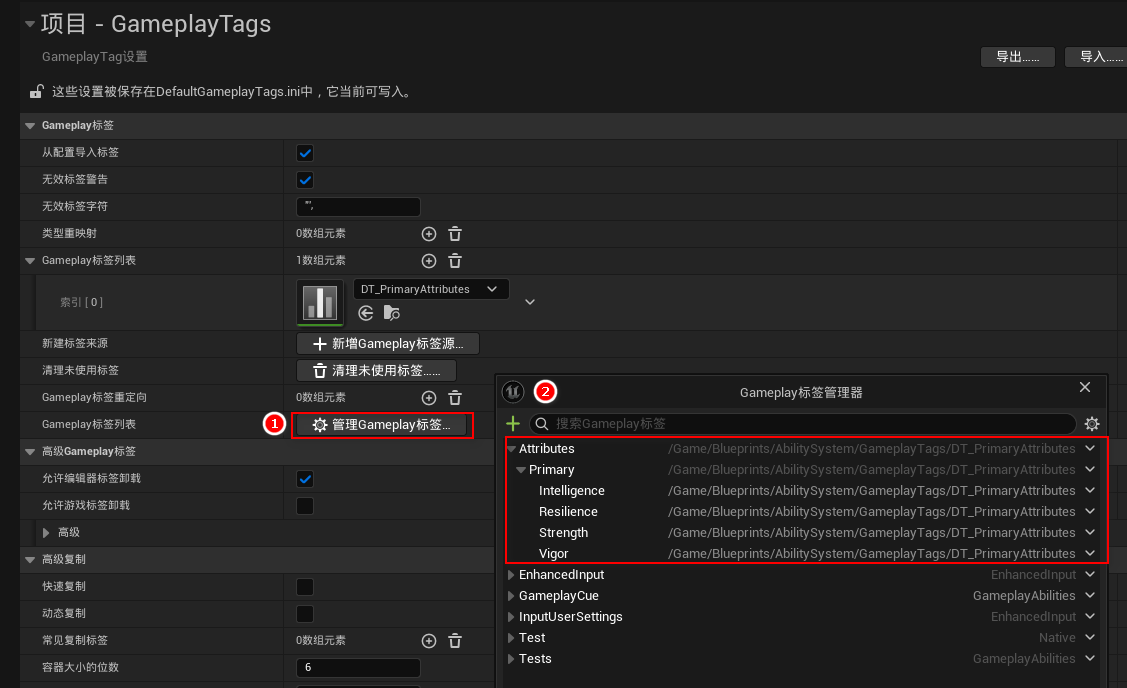 项目 - GameplayTags
GameplayTag设置
导出……
导入……
这些设置被保存在DefaultGameplayTags.ini中，它当前可写入。
Gameplay标签
从配置导入标签
无效标签警告
无效标签字符
"',
类型重映射
0数组元素
Gameplay标签列表
1数组元素
索引 [ 0 ]
DT_PrimaryAttributes
新建标签来源
新增Gameplay标签源...
清理未使用标签
清理未使用标签……
Gameplay标签重定向
0数组元素
Gameplay标签列表
1
管理Gameplay标签...
高级Gameplay标签
允许编辑器标签卸载
允许游戏标签卸载
高级
高级复制
快速复制
动态复制
常见复制标签
0数组元素
容器大小的位数
6
2
Gameplay标签管理器
搜索Gameplay标签
Attributes /Game/Blueprints/AbilitySystem/GameplayTags/DT_PrimaryAttributes
Primary /Game/Blueprints/AbilitySystem/GameplayTags/DT_PrimaryAttributes
Intelligence /Game/Blueprints/AbilitySystem/GameplayTags/DT_PrimaryAttributes
Resilience /Game/Blueprints/AbilitySystem/GameplayTags/DT_PrimaryAttributes
Strength /Game/Blueprints/AbilitySystem/GameplayTags/DT_PrimaryAttributes
Vigor /Game/Blueprints/AbilitySystem/GameplayTags/DT_PrimaryAttributes
EnhancedInput EnhancedInput
GameplayCue GameplayAbilities
InputUserSettings EnhancedInput
Test Native
Tests GameplayAbilities